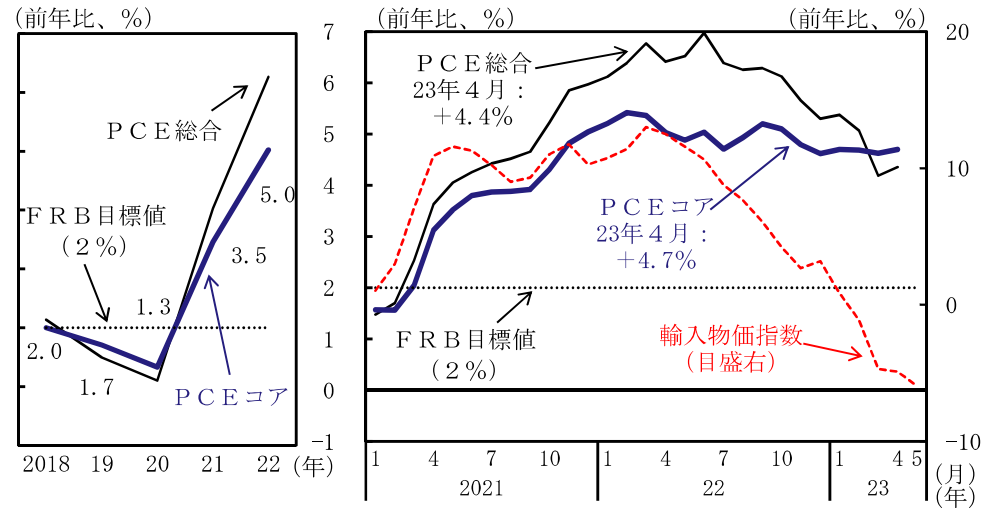 (前年比、%)
ＰＣＥ総合
ＦＲＢ目標値
(２%)
5.0
3.5
1.3
2.0
1.7
ＰＣＥコア
2018 19 20 21 22 (年)
(前年比、%)
(前年比、%)
7
6
5
4
3
2
1
0
-1
20
10
0
-10
ＰＣＥ総合
23年４月：
＋4.4%
ＰＣＥコア
23年４月：
＋4.7%
ＦＲＢ目標値
(２%)
輸入物価指数
(目盛右)
1 4 7 10 1 4 7 10 1 4 5 (月)
2021 22 23 (年)